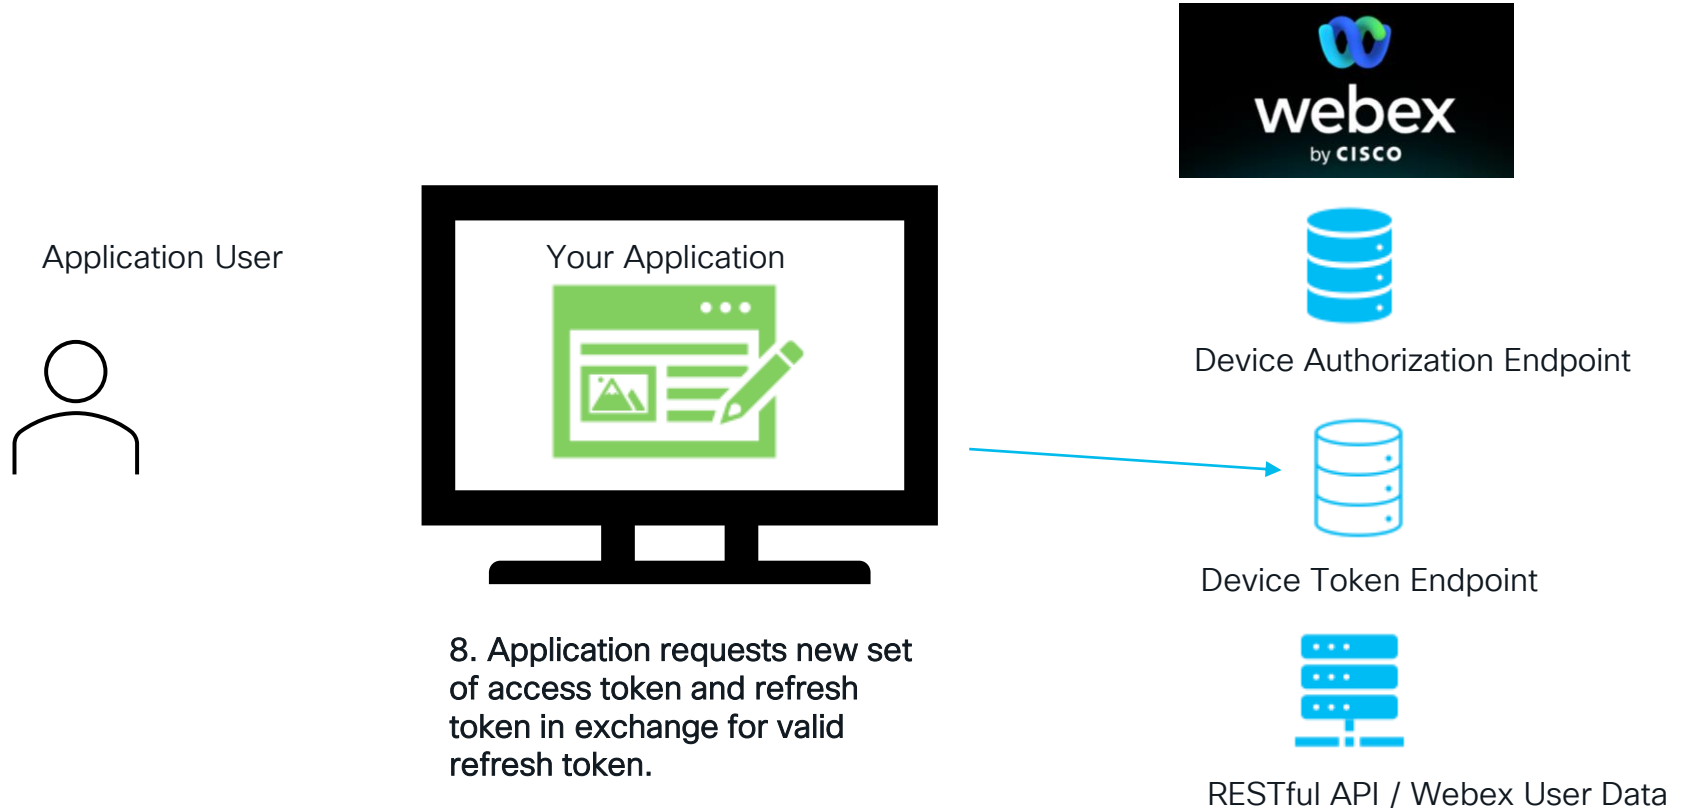 webex
by CISCO
Application User
Your Application
Device Authorization Endpoint
Device Token Endpoint
8. Application requests new set
of access token and refresh
token in exchange for valid
refresh token.
RESTful API / Webex User Data